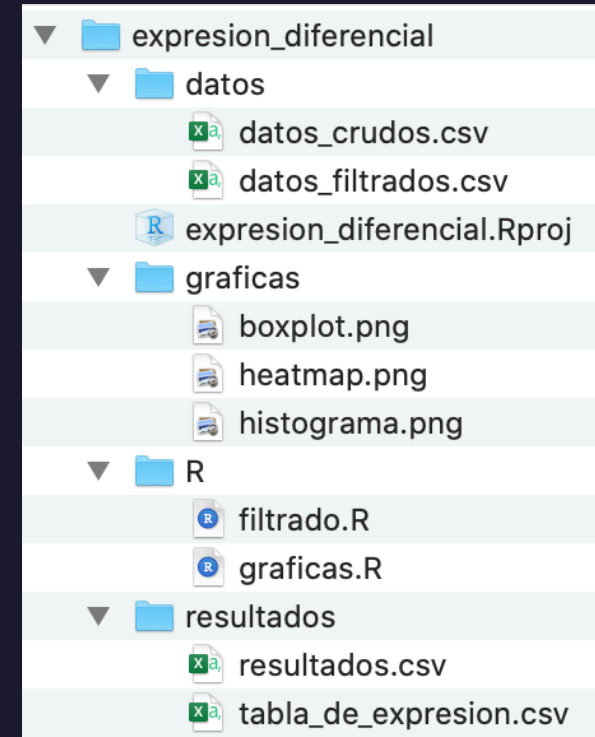 expresion_diferencial
datos
datos_crudos.csv
datos_filtrados.csv
expresion_diferencial.Rproj
graficas
boxplot.png
heatmap.png
histograma.png
R
filtrado.R
graficas.R
resultados
resultados.csv
tabla_de_expresion.csv